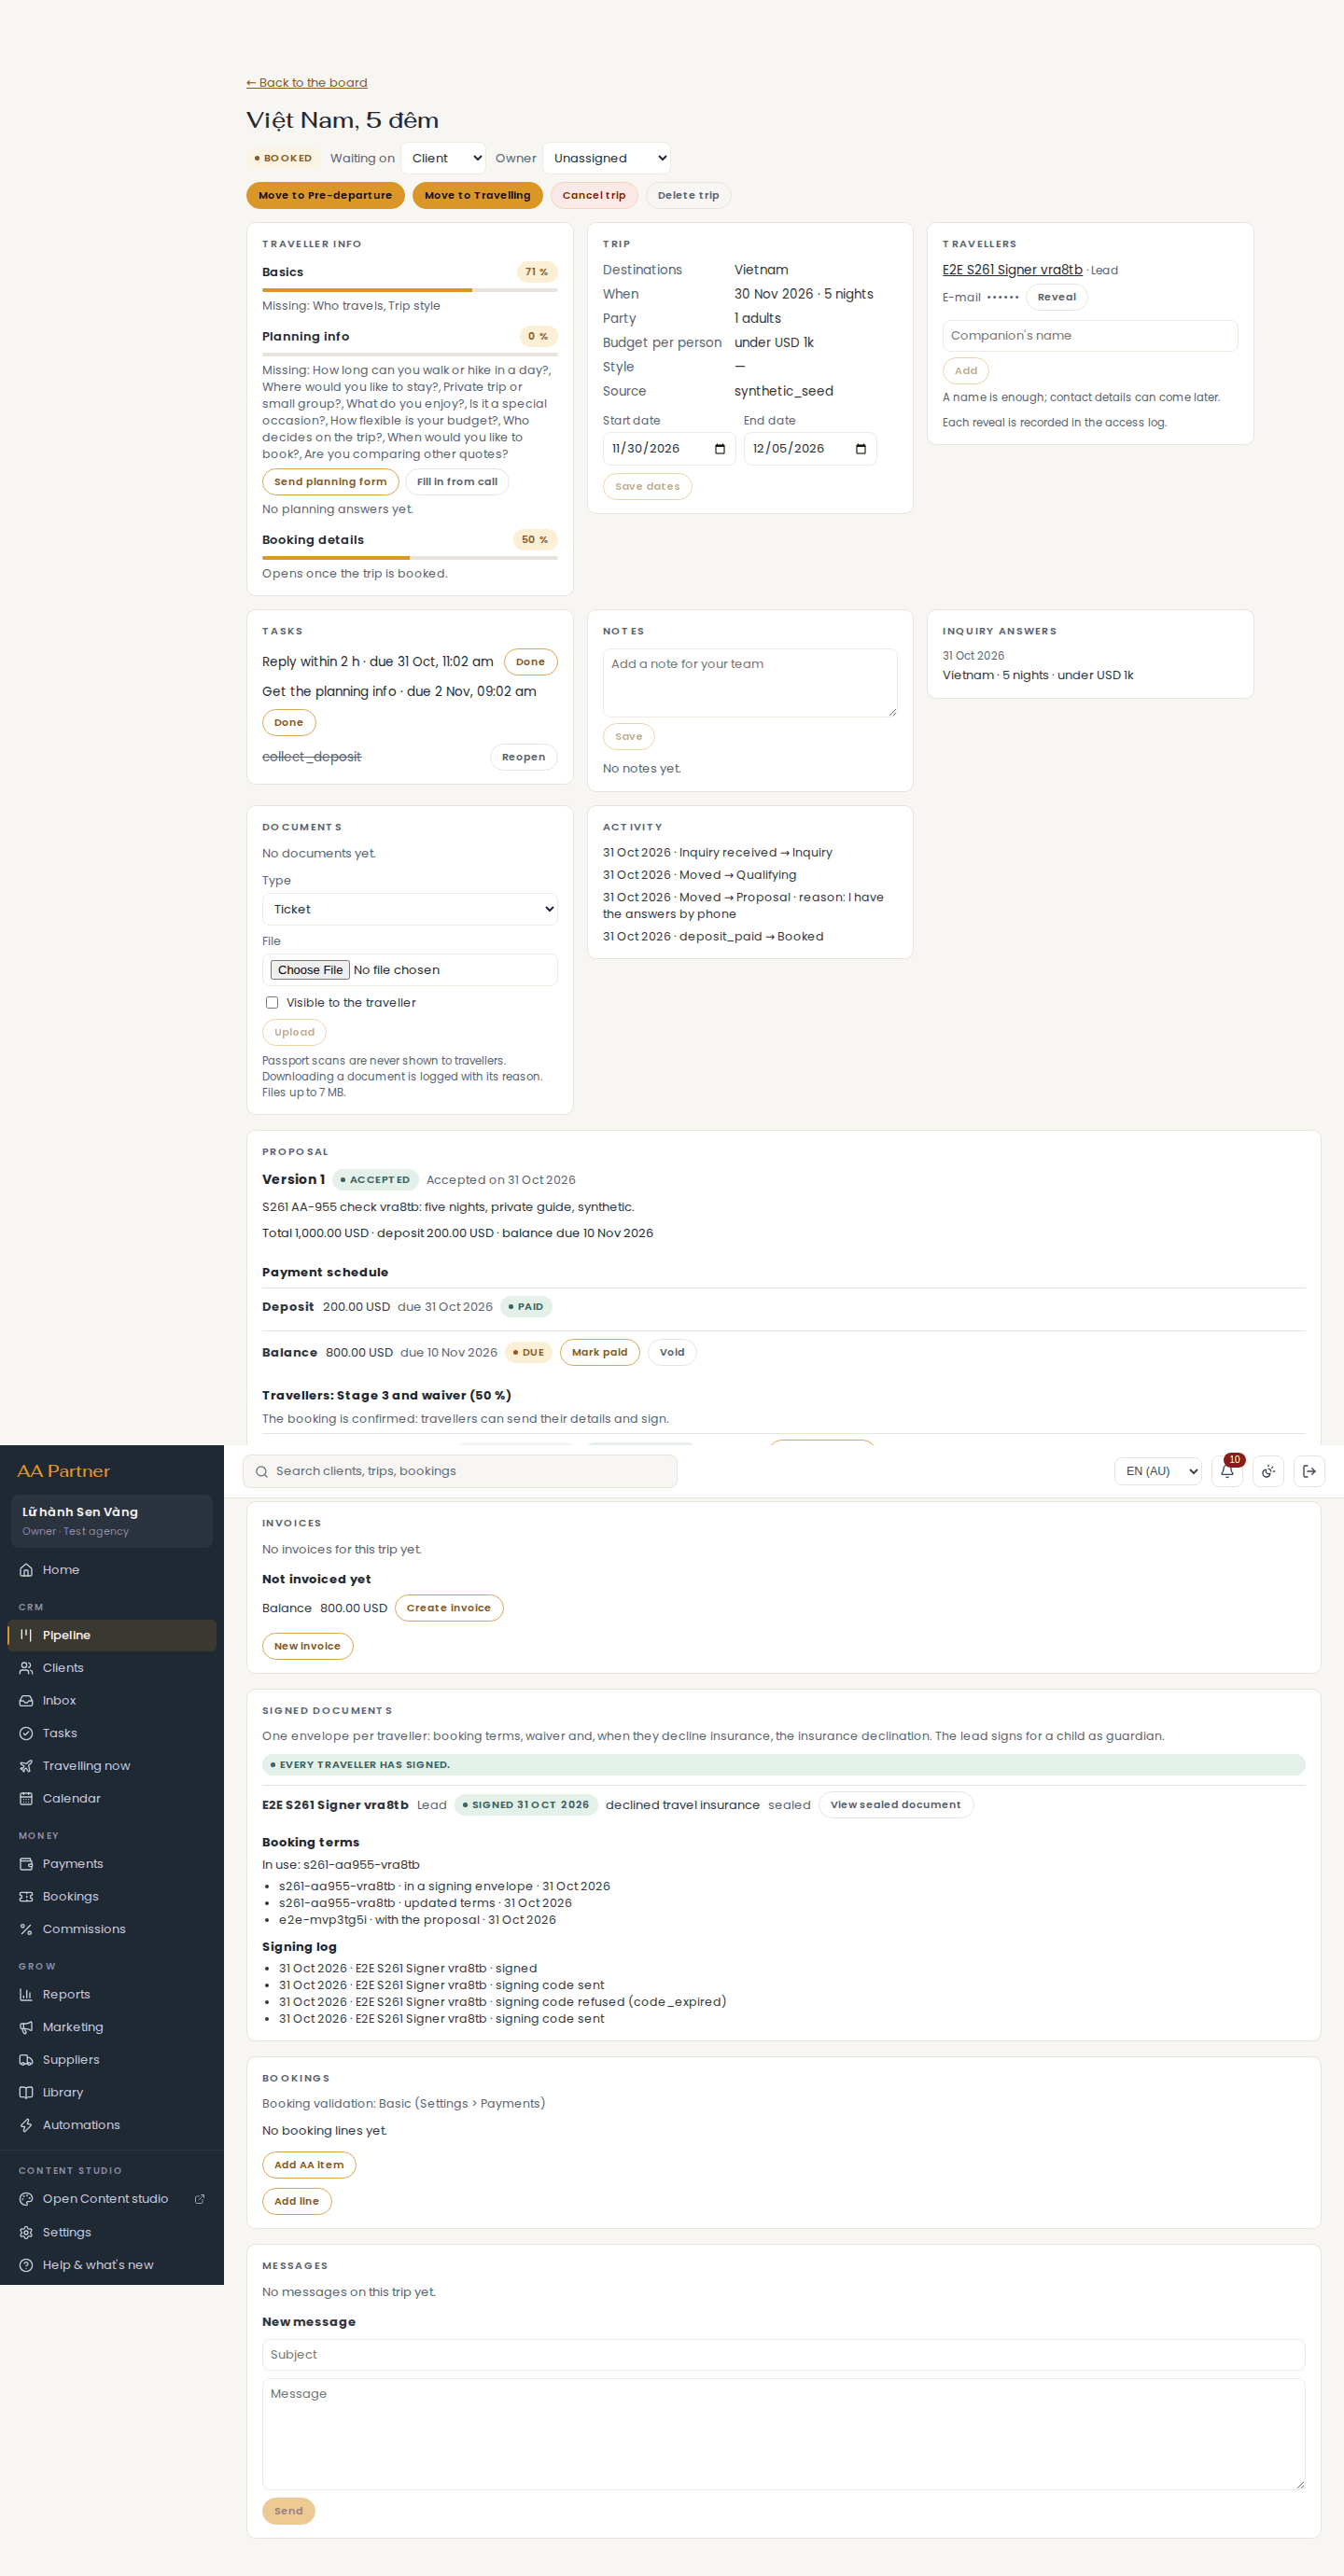 ← Back to the board
Việt Nam, 5 đêm
BOOKED Waiting on Client Owner Unassigned
Move to Pre-departure Move to Travelling Cancel trip Delete trip
TRAVELLER INFO
Basics 71 %
Missing: Who travels, Trip style
Planning info 0 %
Missing: How long can you walk or hike in a day?,
Where would you like to stay?, Private trip or
small group?, What do you enjoy?, Is it a special
occasion?, How flexible is your budget?, Who
decides on the trip?, When would you like to
book?, Are you comparing other quotes?
Send planning form Fill in from call
No planning answers yet.
Booking details 50 %
Opens once the trip is booked.
TRIP
Destinations Vietnam
When 30 Nov 2026 · 5 nights
Party 1 adults
Budget per person under USD 1k
Style —
Source synthetic_seed
Start date End date
11/30/2026 12/05/2026
Save dates
TRAVELLERS
E2E S261 Signer vra8tb · Lead
E-mail •••••• Reveal
Companion's name
Add
A name is enough; contact details can come later.
Each reveal is recorded in the access log.
TASKS
Reply within 2 h · due 31 Oct, 11:02 am Done
Get the planning info · due 2 Nov, 09:02 am
Done
collect_deposit Reopen
NOTES
Add a note for your team
Save
No notes yet.
INQUIRY ANSWERS
31 Oct 2026
Vietnam · 5 nights · under USD 1k
DOCUMENTS
No documents yet.
Type
Ticket
File
Choose File No file chosen
Visible to the traveller
Upload
Passport scans are never shown to travellers.
Downloading a document is logged with its reason.
Files up to 7 MB.
ACTIVITY
31 Oct 2026 · Inquiry received → Inquiry
31 Oct 2026 · Moved → Qualifying
31 Oct 2026 · Moved → Proposal · reason: I have
the answers by phone
31 Oct 2026 · deposit_paid → Booked
PROPOSAL
Version 1 ACCEPTED Accepted on 31 Oct 2026
S261 AA-955 check vra8tb: five nights, private guide, synthetic.
Total 1,000.00 USD · deposit 200.00 USD · balance due 10 Nov 2026
Payment schedule
Deposit 200.00 USD due 31 Oct 2026 PAID
Balance 800.00 USD due 10 Nov 2026 DUE Mark paid Void
Travellers: Stage 3 and waiver (50 %)
The booking is confirmed: travellers can send their details and sign.
AA Partner
Lữ hành Sen Vàng
Owner · Test agency
Home
CRM
Pipeline
Clients
Inbox
Tasks
Travelling now
Calendar
MONEY
Payments
Bookings
Commissions
GROW
Reports
Marketing
Suppliers
Library
Automations
CONTENT STUDIO
Open Content studio
Settings
Help & what's new
Search clients, trips, bookings EN (AU) 10
INVOICES
No invoices for this trip yet.
Not invoiced yet
Balance 800.00 USD Create invoice
New invoice
SIGNED DOCUMENTS
One envelope per traveller: booking terms, waiver and, when they decline insurance, the insurance declination. The lead signs for a child as guardian.
EVERY TRAVELLER HAS SIGNED.
E2E S261 Signer vra8tb Lead SIGNED 31 OCT 2026 declined travel insurance sealed View sealed document
Booking terms
In use: s261-aa955-vra8tb
• s261-aa955-vra8tb · in a signing envelope · 31 Oct 2026
• s261-aa955-vra8tb · updated terms · 31 Oct 2026
• e2e-mvp3tg5i · with the proposal · 31 Oct 2026
Signing log
• 31 Oct 2026 · E2E S261 Signer vra8tb · signed
• 31 Oct 2026 · E2E S261 Signer vra8tb · signing code sent
• 31 Oct 2026 · E2E S261 Signer vra8tb · signing code refused (code_expired)
• 31 Oct 2026 · E2E S261 Signer vra8tb · signing code sent
BOOKINGS
Booking validation: Basic (Settings > Payments)
No booking lines yet.
Add AA item
Add line
MESSAGES
No messages on this trip yet.
New message
Subject
Message
Send